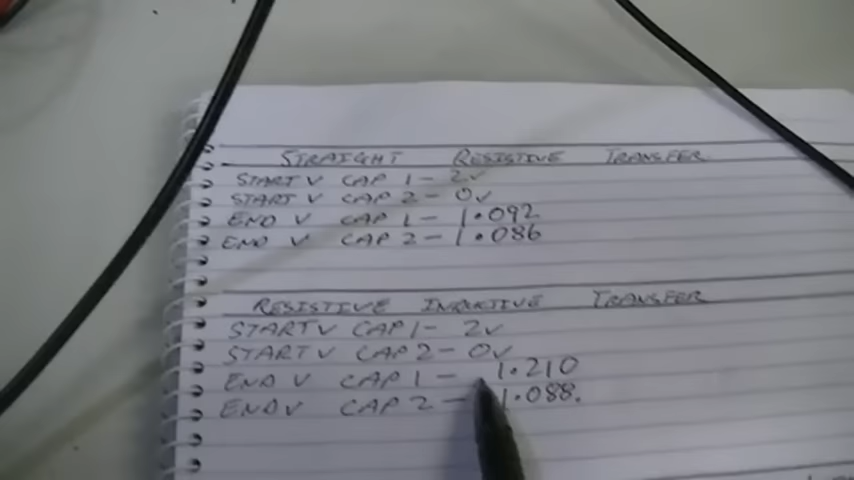 STRAIGHT RESISTIVE TRANSFER
START V CAP 1- 2V
START V CAP 2- 0V
END V CAP 1- 1.092
END V CAP 2- 1.086
RESISTIVE INDUCTIVE TRANSFER
START V CAP 1- 2V
START V CAP 2- 0V
END V CAP 1- 1.210
END V CAP 2- 1.088.